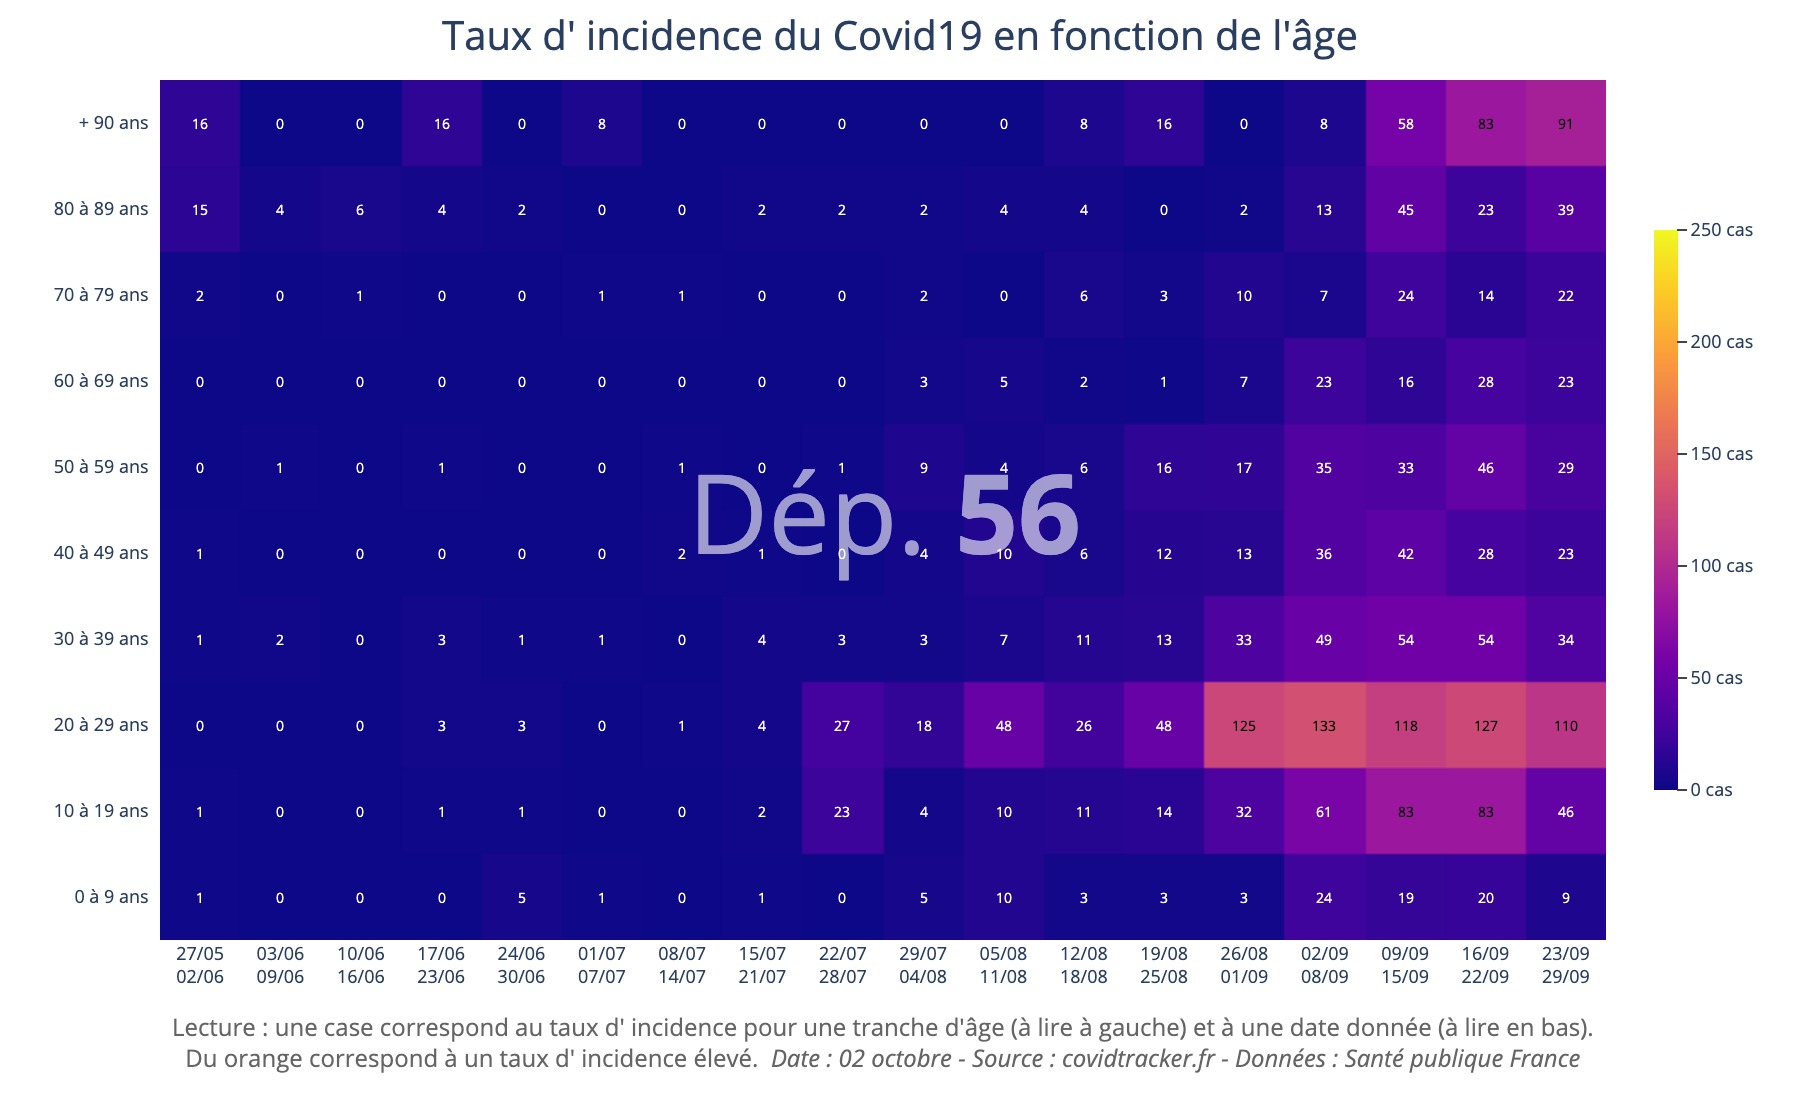 Taux d' incidence du Covid19 en fonction de l'âge
+ 90 ans 16 0 0 16 0 8 0 0 0 0 0 8 16 0 8 58 83 91
80 à 89 ans 15 4 6 4 2 0 0 2 2 2 4 4 0 2 13 45 23 39
250 cas
70 à 79 ans 2 0 1 0 0 1 1 0 0 2 0 6 3 10 7 24 14 22
200 cas
60 à 69 ans 0 0 0 0 0 0 0 0 0 3 5 2 1 7 23 16 28 23
150 cas
50 à 59 ans 0 1 0 1 0 0 1 0 1 9 4 6 16 17 35 33 46 29
Dép. 56
40 à 49 ans 1 0 0 0 0 0 2 1 0 4 10 6 12 13 36 42 28 23
100 cas
30 à 39 ans 1 2 0 3 1 1 0 4 3 3 7 11 13 33 49 54 54 34
50 cas
20 à 29 ans 0 0 0 3 3 0 1 4 27 18 48 26 48 125 133 118 127 110
0 cas
10 à 19 ans 1 0 0 1 1 0 0 2 23 4 10 11 14 32 61 83 83 46
0 à 9 ans 1 0 0 0 5 1 0 1 0 5 10 3 3 3 24 19 20 9
27/05 03/06 10/06 17/06 24/06 01/07 08/07 15/07 22/07 29/07 05/08 12/08 19/08 26/08 02/09 09/09 16/09 23/09
02/06 09/06 16/06 23/06 30/06 07/07 14/07 21/07 28/07 04/08 11/08 18/08 25/08 01/09 08/09 15/09 22/09 29/09
Lecture : une case correspond au taux d' incidence pour une tranche d'âge (à lire à gauche) et à une date donnée (à lire en bas).
Du orange correspond à un taux d' incidence élevé. Date : 02 octobre - Source : covidtracker.fr - Données : Santé publique France